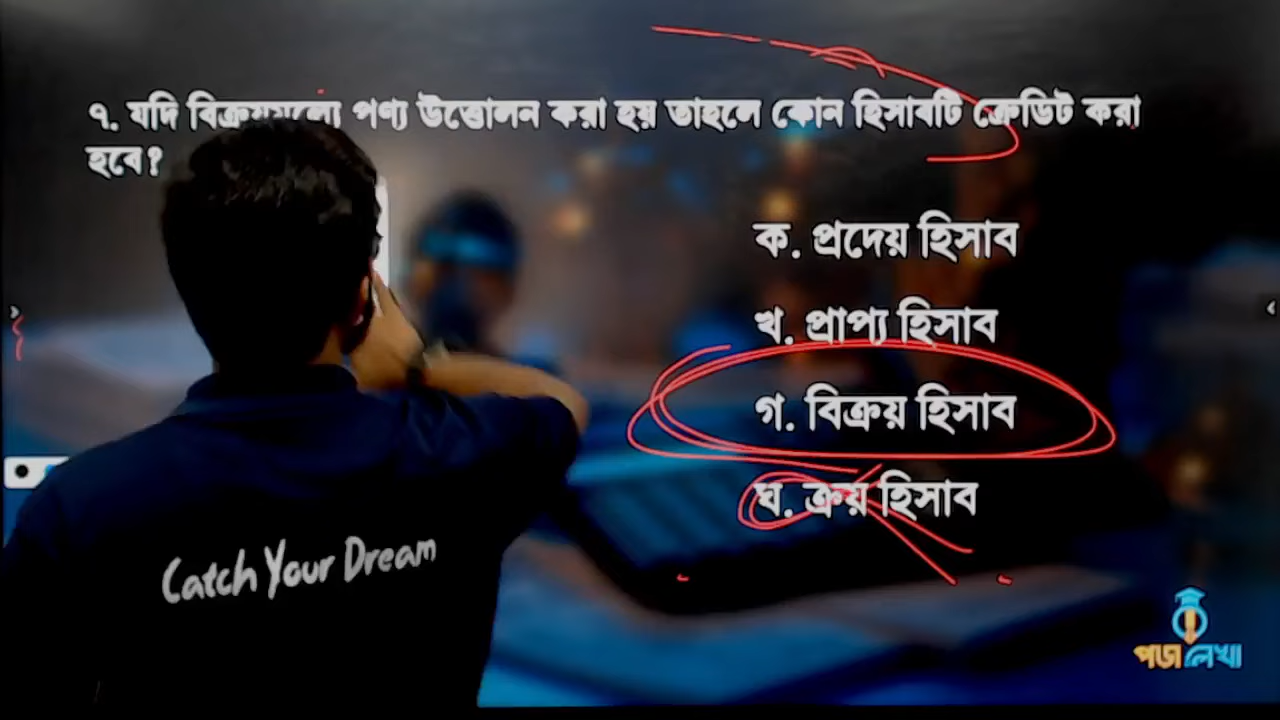 ৭. যদি বিক্রয়মূল্যে পণ্য উত্তোলন করা হয় তাহলে কোন হিসাবটি ক্রেডিট করা
হবে?
ক. প্রদেয় হিসাব
খ. প্রাপ্য হিসাব
গ. বিক্রয় হিসাব
ঘ. ক্রয় হিসাব
Catch Your Dream
পড়ালেখা